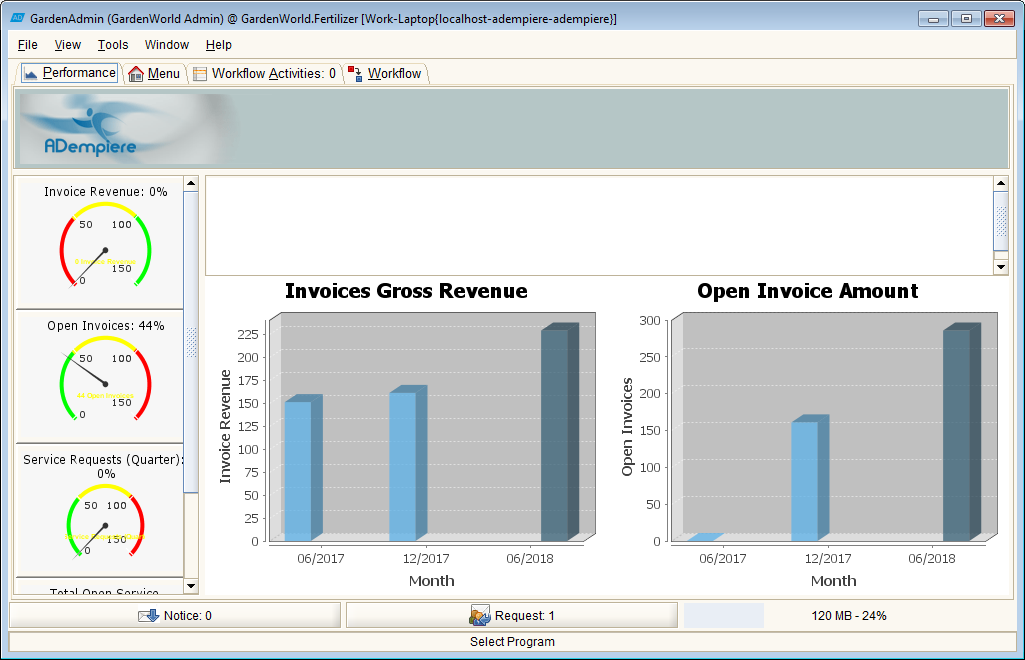 GardenAdmin (GardenWorld Admin) @ GardenWorld.Fertilizer [Work-Laptop{localhost-adempiere-adempiere}]
File View Tools Window Help
Performance Menu Workflow Activities: 0 Workflow
ADempiere
Invoice Revenue: 0%
50 100
0 Invoice Revenue
0 150
Open Invoices: 44%
50 100
44 Open Invoices
0 150
Service Requests (Quarter):
0%
50 100
0 150
Total Open Service
Invoices Gross Revenue
Invoice Revenue
225
200
175
150
125
100
75
50
25
0
06/2017 12/2017 06/2018
Month
Open Invoice Amount
Open Invoices
300
250
200
150
100
50
0
06/2017 12/2017 06/2018
Month
Notice: 0 Request: 1 120 MB - 24%
Select Program